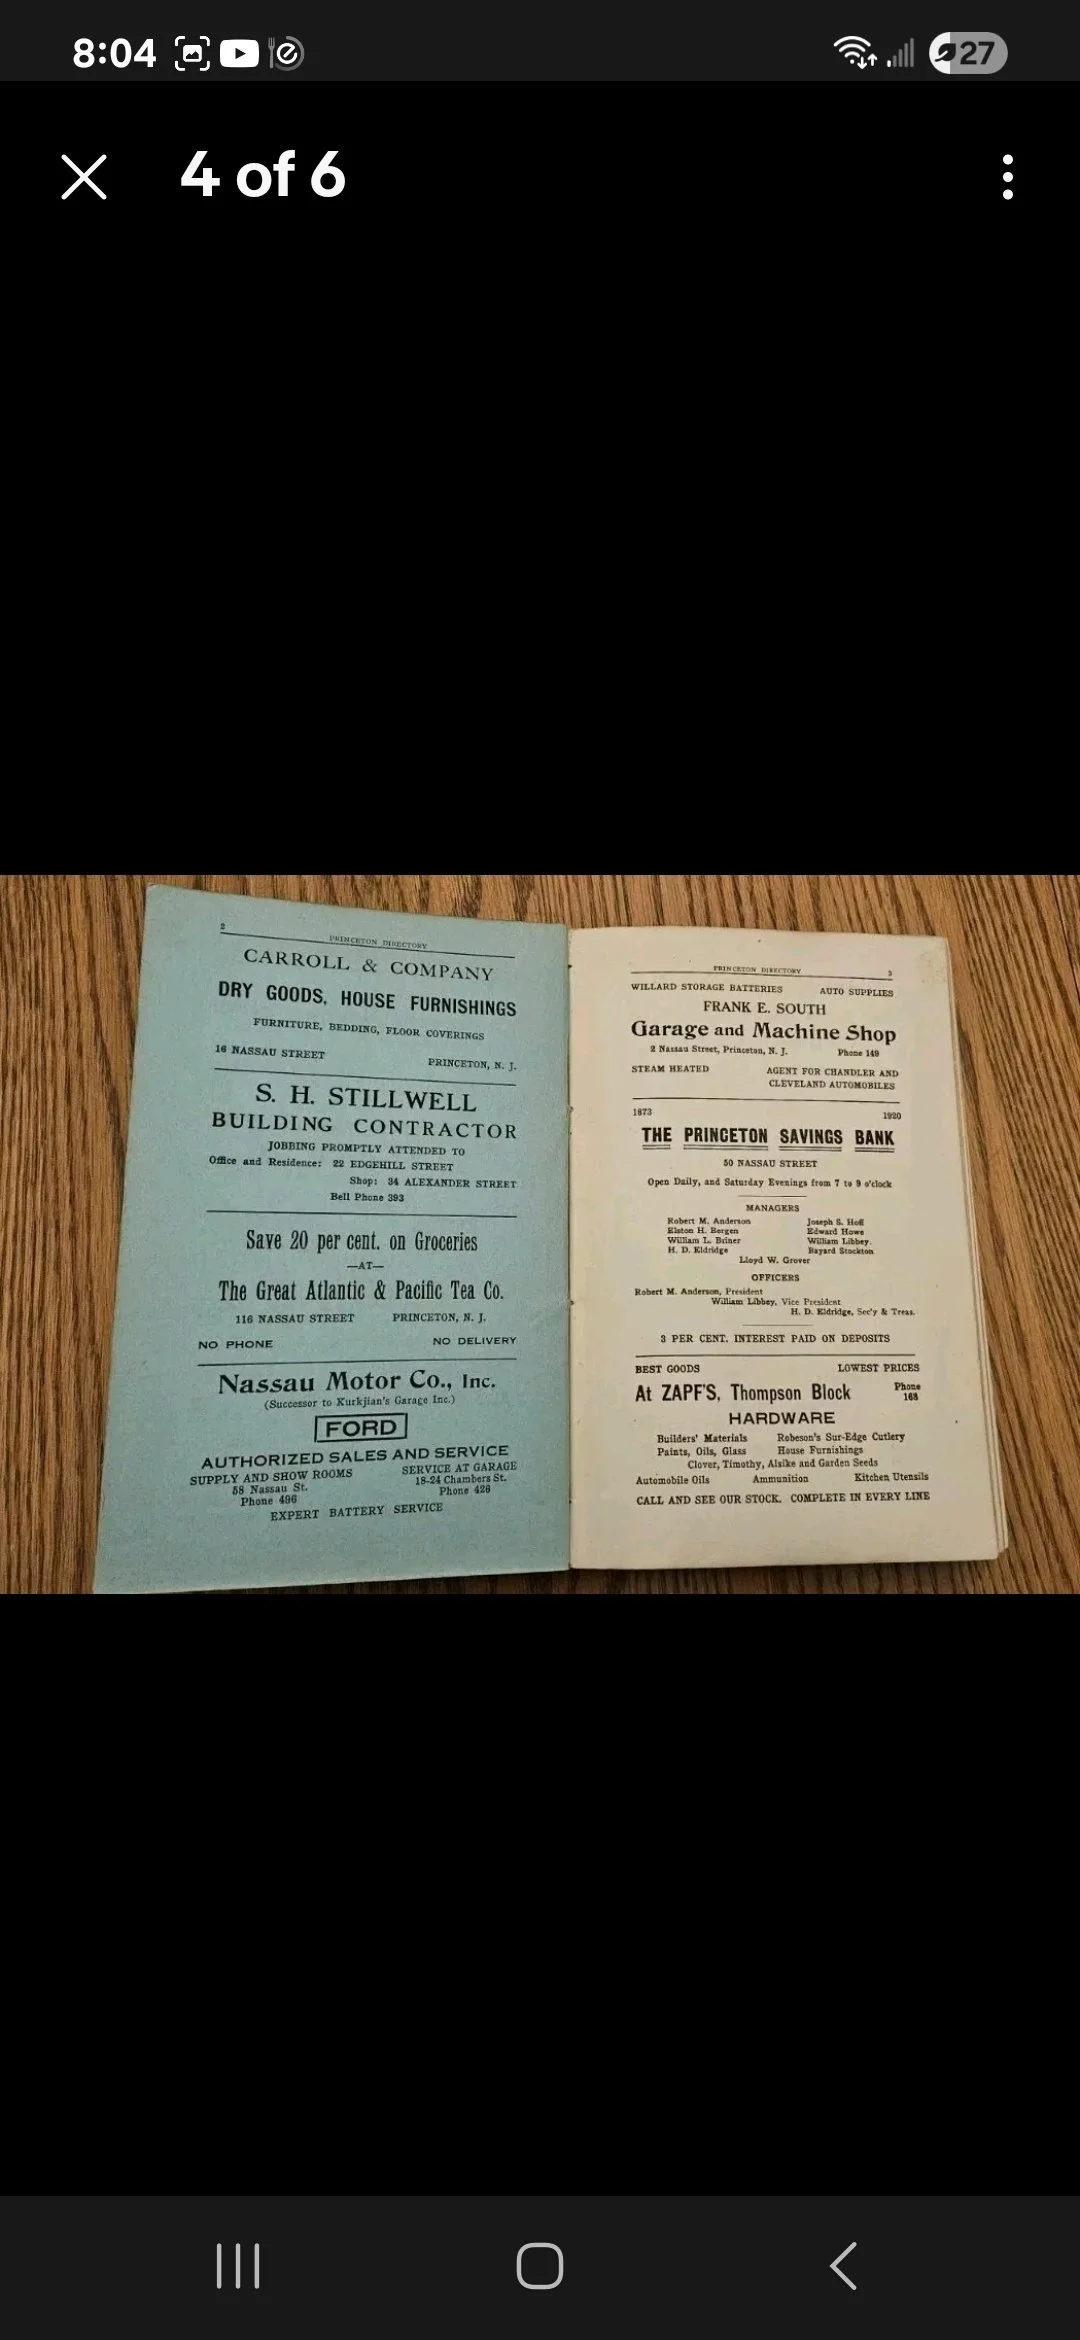 8:04
27
4 of 6
2
PRINCETON DIRECTORY
CARROLL & COMPANY
DRY GOODS, HOUSE FURNISHINGS
FURNITURE, BEDDING, FLOOR COVERINGS
16 NASSAU STREET PRINCETON, N. J.
S. H. STILLWELL
BUILDING CONTRACTOR
JOBBING PROMPTLY ATTENDED TO
Office and Residence: 22 EDGEHILL STREET
Shop: 34 ALEXANDER STREET
Bell Phone 393
Save 20 per cent. on Groceries
—AT—
The Great Atlantic & Pacific Tea Co.
116 NASSAU STREET PRINCETON, N. J.
NO PHONE NO DELIVERY
Nassau Motor Co., Inc.
(Successor to Kurkjian's Garage Inc.)
FORD
AUTHORIZED SALES AND SERVICE
SUPPLY AND SHOW ROOMS SERVICE AT GARAGE
58 Nassau St. 18-24 Chambers St.
Phone 496 Phone 426
EXPERT BATTERY SERVICE
PRINCETON DIRECTORY 3
WILLARD STORAGE BATTERIES AUTO SUPPLIES
FRANK E. SOUTH
Garage and Machine Shop
2 Nassau Street, Princeton, N. J. Phone 149
STEAM HEATED AGENT FOR CHANDLER AND
CLEVELAND AUTOMOBILES
1873 1920
THE PRINCETON SAVINGS BANK
50 NASSAU STREET
Open Daily, and Saturday Evenings from 7 to 9 o'clock
MANAGERS
Robert M. Anderson Joseph S. Hoff
Elston H. Bergen Edward Howe
William L. Briner William Libbey.
H. D. Eldridge Bayard Stockton
Lloyd W. Grover
OFFICERS
Robert M. Anderson, President
William Libbey, Vice President
H. D. Eldridge, Sec'y & Treas.
3 PER CENT. INTEREST PAID ON DEPOSITS
BEST GOODS LOWEST PRICES
At ZAPF'S, Thompson Block Phone
168
HARDWARE
Builders' Materials Robeson's Sur-Edge Cutlery
Paints, Oils, Glass House Furnishings
Clover, Timothy, Alsike and Garden Seeds
Automobile Oils Ammunition Kitchen Utensils
CALL AND SEE OUR STOCK. COMPLETE IN EVERY LINE